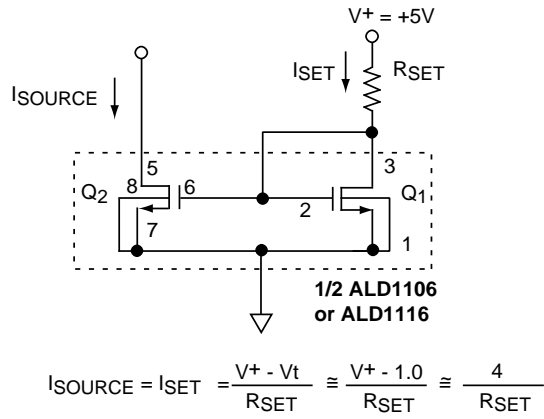 V+ = +5V
ISET
RSET
ISOURCE
5
3
Q2
8
6
2
Q1
7
1
1/2 ALD1106
or ALD1116
ISOURCE = ISET = V+ - Vt / RSET ≅ V+ - 1.0 / RSET ≅ 4 / RSET